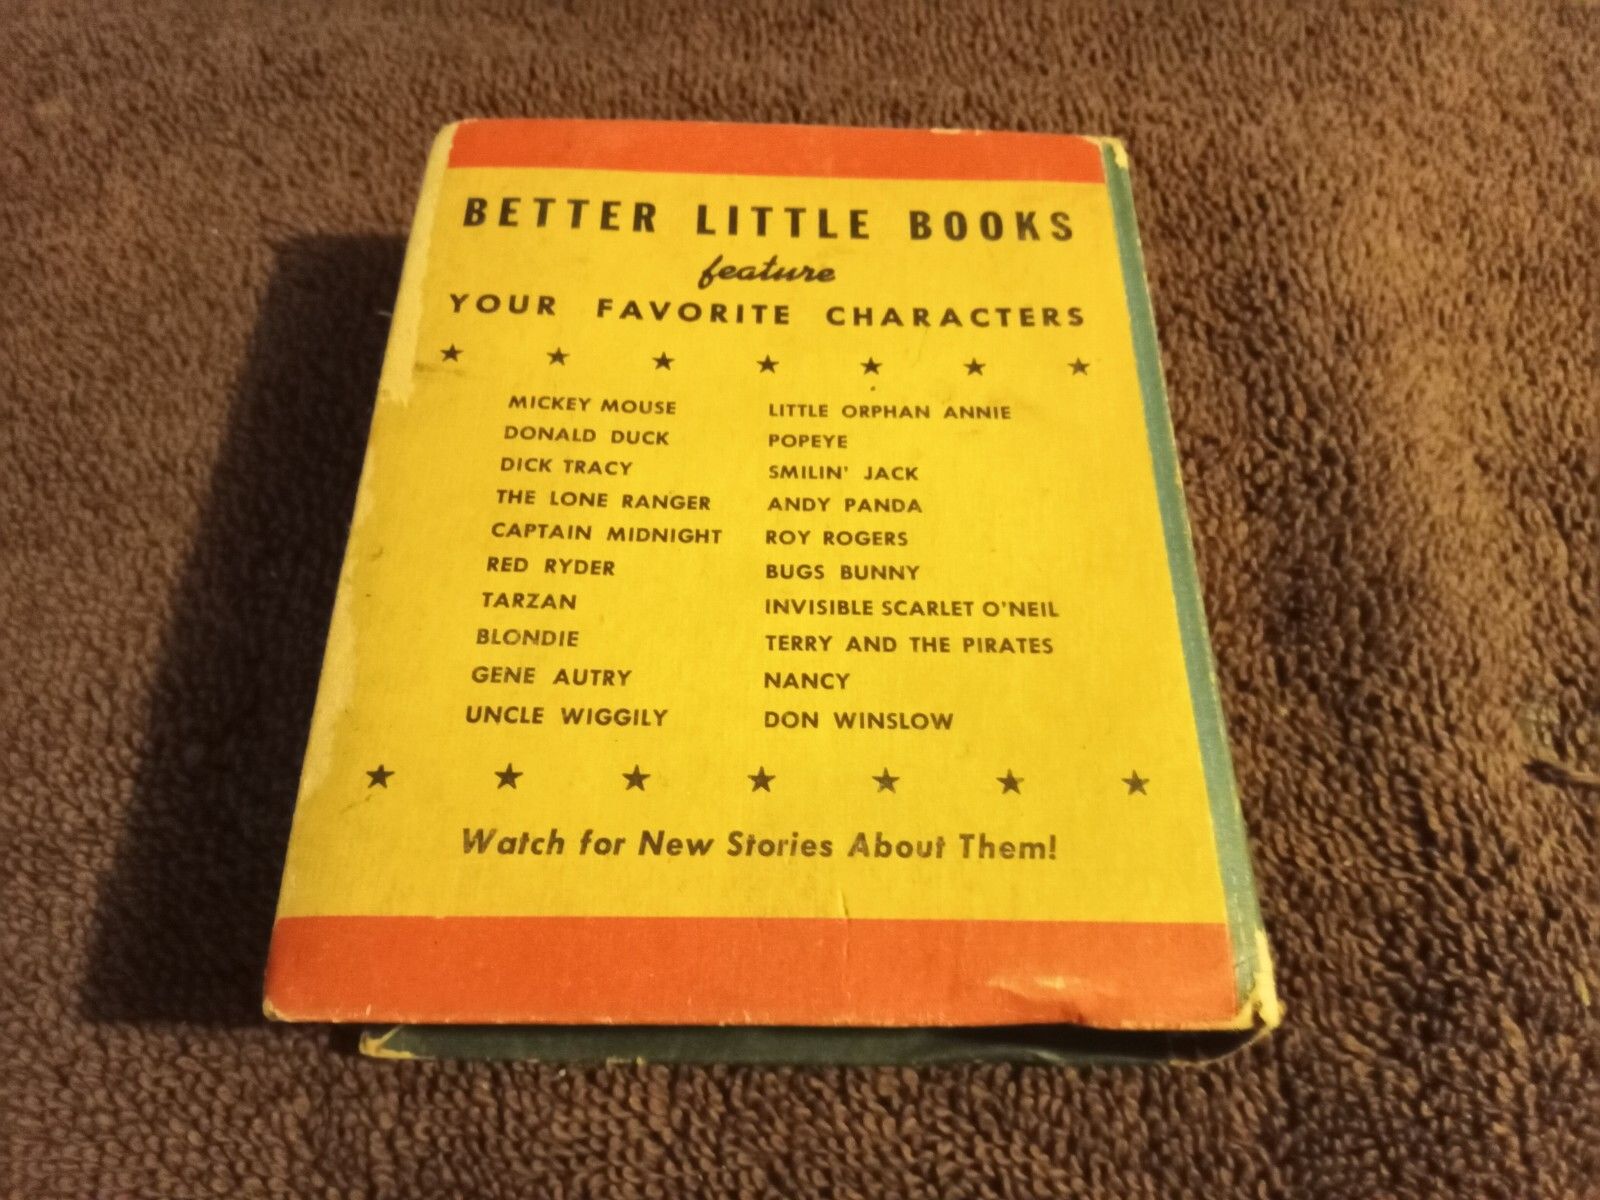 BETTER LITTLE BOOKS
feature
YOUR FAVORITE CHARACTERS
MICKEY MOUSE
DONALD DUCK
DICK TRACY
THE LONE RANGER
CAPTAIN MIDNIGHT
RED RYDER
TARZAN
BLONDIE
GENE AUTRY
UNCLE WIGGILY
LITTLE ORPHAN ANNIE
POPEYE
SMILIN' JACK
ANDY PANDA
ROY ROGERS
BUGS BUNNY
INVISIBLE SCARLET O'NEIL
TERRY AND THE PIRATES
NANCY
DON WINSLOW
Watch for New Stories About Them!